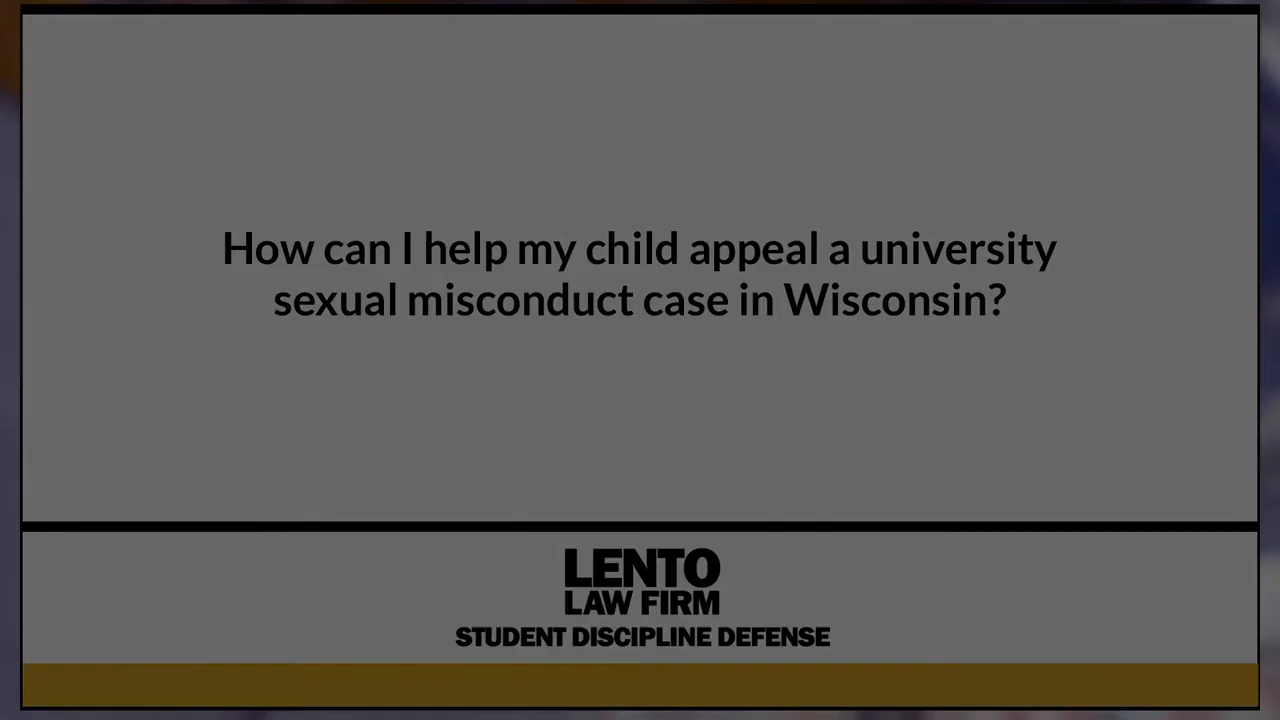 How can I help my child appeal a university
sexual misconduct case in Wisconsin?
LENTO
LAW FIRM
STUDENT DISCIPLINE DEFENSE